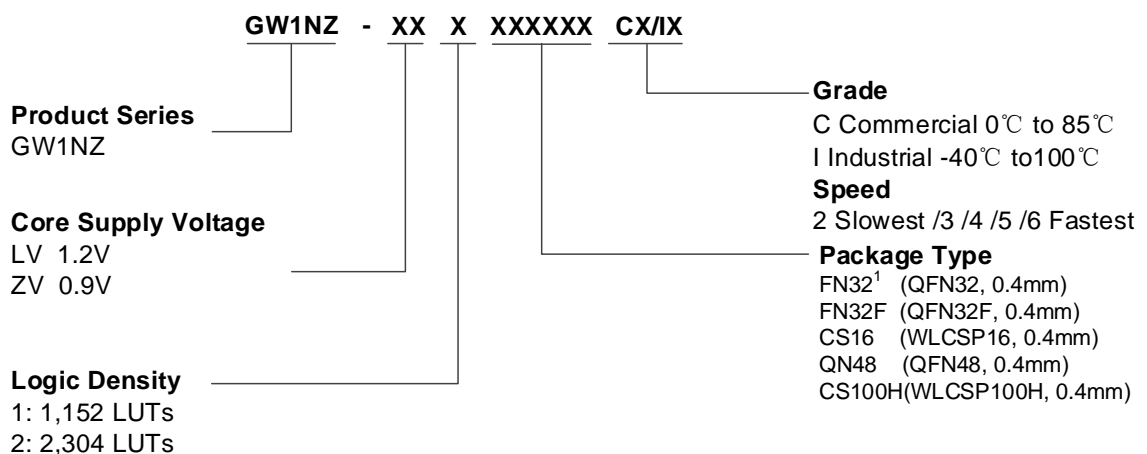 GW1NZ - XX X XXXXXX CX/IX
Product Series
GW1NZ
Core Supply Voltage
LV 1.2V
ZV 0.9V
Logic Density
1: 1,152 LUTs
2: 2,304 LUTs
Grade
C Commercial 0℃ to 85℃
I Industrial -40℃ to100℃
Speed
2 Slowest /3 /4 /5 /6 Fastest
Package Type
FN32¹ (QFN32, 0.4mm)
FN32F (QFN32F, 0.4mm)
CS16 (WLCSP16, 0.4mm)
QN48 (QFN48, 0.4mm)
CS100H(WLCSP100H, 0.4mm)